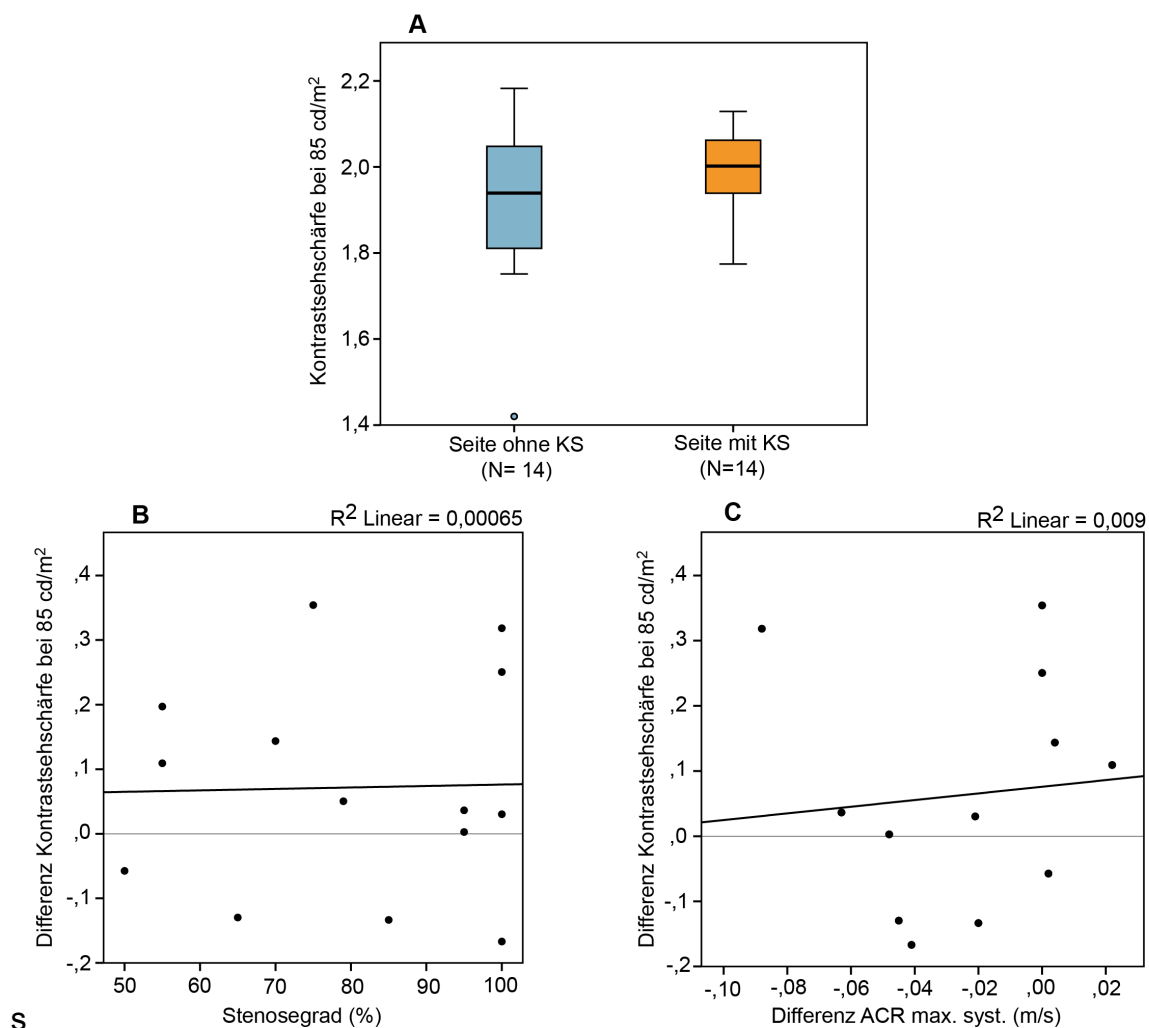 A
Kontrastsehschärfe bei 85 cd/m²
2,2
2,0
1,8
1,6
1,4
Seite ohne KS
(N= 14)
Seite mit KS
(N=14)
B
R² Linear = 0,00065
Differenz Kontrastsehschärfe bei 85 cd/m²
,4
,3
,2
,1
,0
-,1
-,2
50
60
70
80
90
100
Stenosegrad (%)
C
R² Linear = 0,009
Differenz Kontrastsehschärfe bei 85 cd/m²
,4
,3
,2
,1
,0
-,1
-,2
-,10
-,08
-,06
-,04
-,02
,00
,02
Differenz ACR max. syst. (m/s)
S